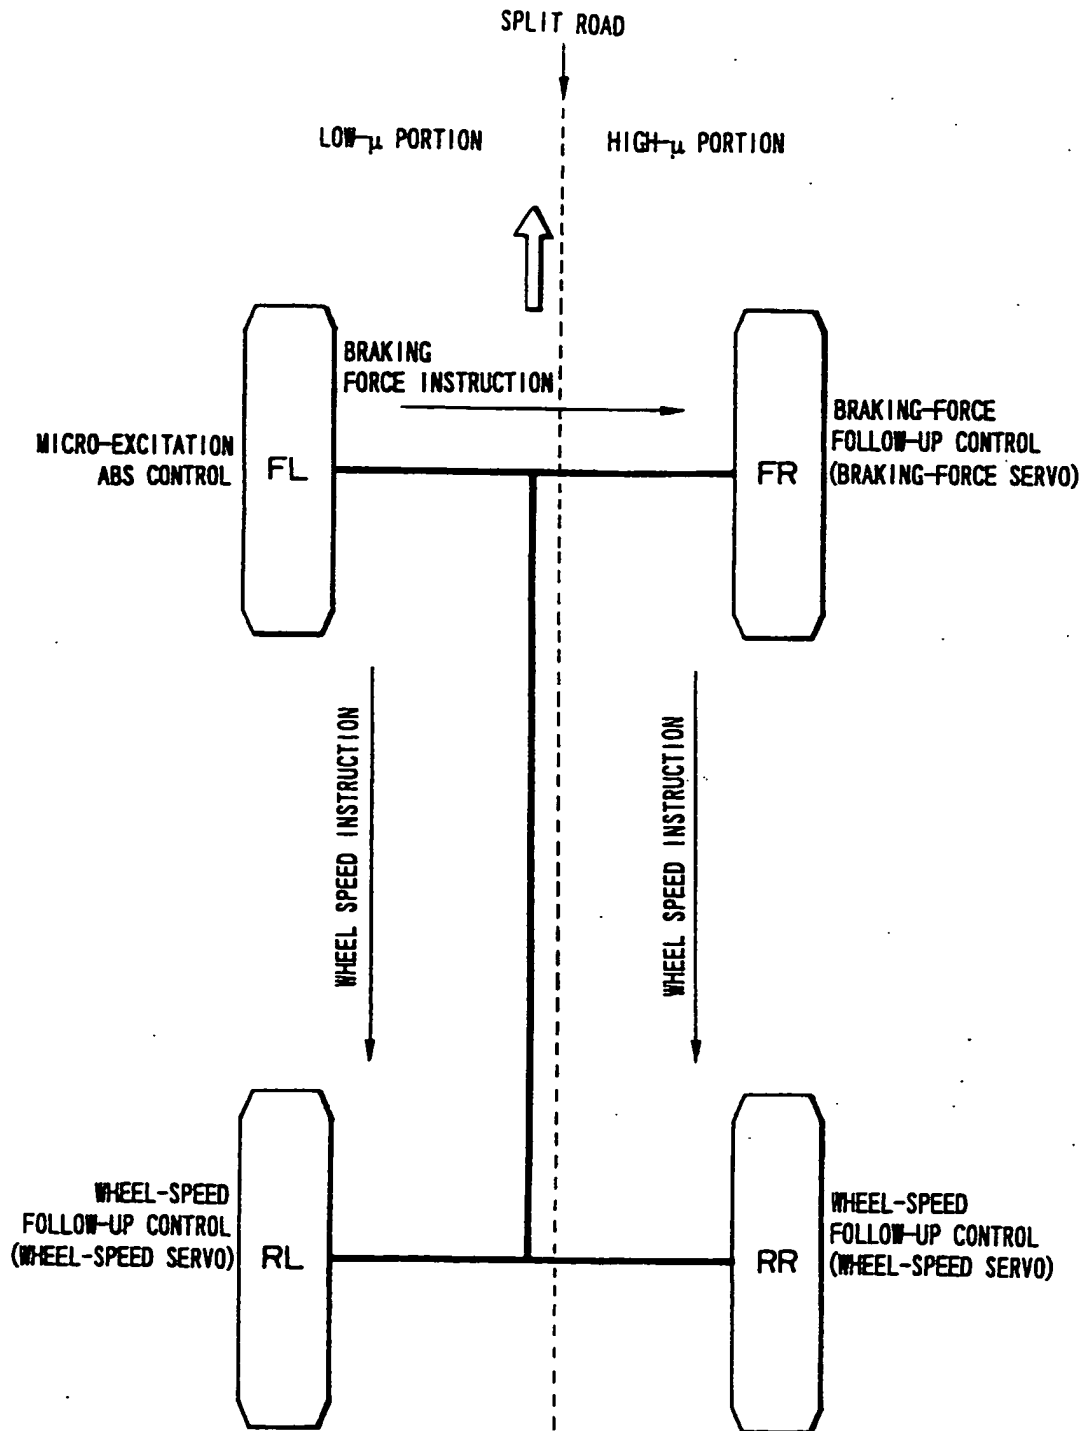 SPLIT ROAD
LOW-μ PORTION
HIGH-μ PORTION
BRAKING
FORCE INSTRUCTION
MICRO-EXCITATION
ABS CONTROL
FL
FR
BRAKING-FORCE
FOLLOW-UP CONTROL
(BRAKING-FORCE SERVO)
WHEEL SPEED INSTRUCTION
WHEEL SPEED INSTRUCTION
WHEEL-SPEED
FOLLOW-UP CONTROL
(WHEEL-SPEED SERVO)
RL
RR
WHEEL-SPEED
FOLLOW-UP CONTROL
(WHEEL-SPEED SERVO)